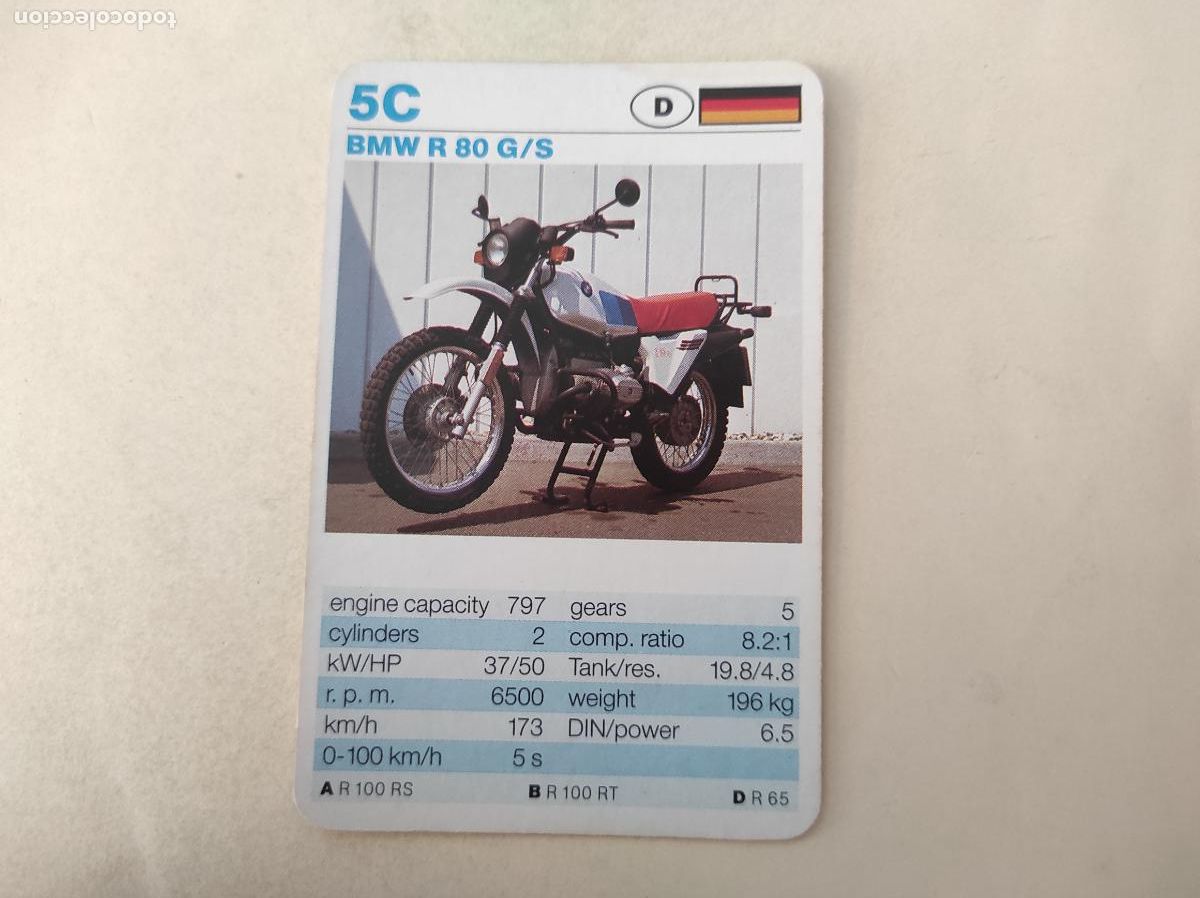 todocoleccion
5C D
BMW R 80 G/S
engine capacity 797 gears 5
cylinders 2 comp. ratio 8.2:1
kW/HP 37/50 Tank/res. 19.8/4.8
r. p. m. 6500 weight 196 kg
km/h 173 DIN/power 6.5
0-100 km/h 5 s
A R 100 RS B R 100 RT D R 65